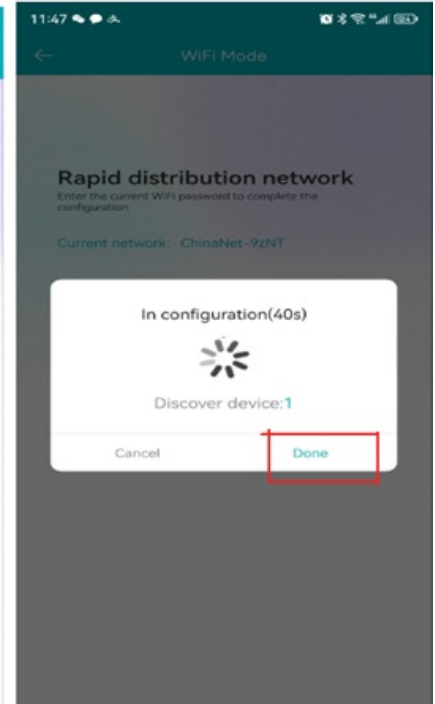 11:47
WiFi Mode
Rapid distribution network
Enter the current WiFi password to complete the
configuration
Current network: ChinaNet-9zNT
In configuration(40s)
Discover device:1
Cancel
Done